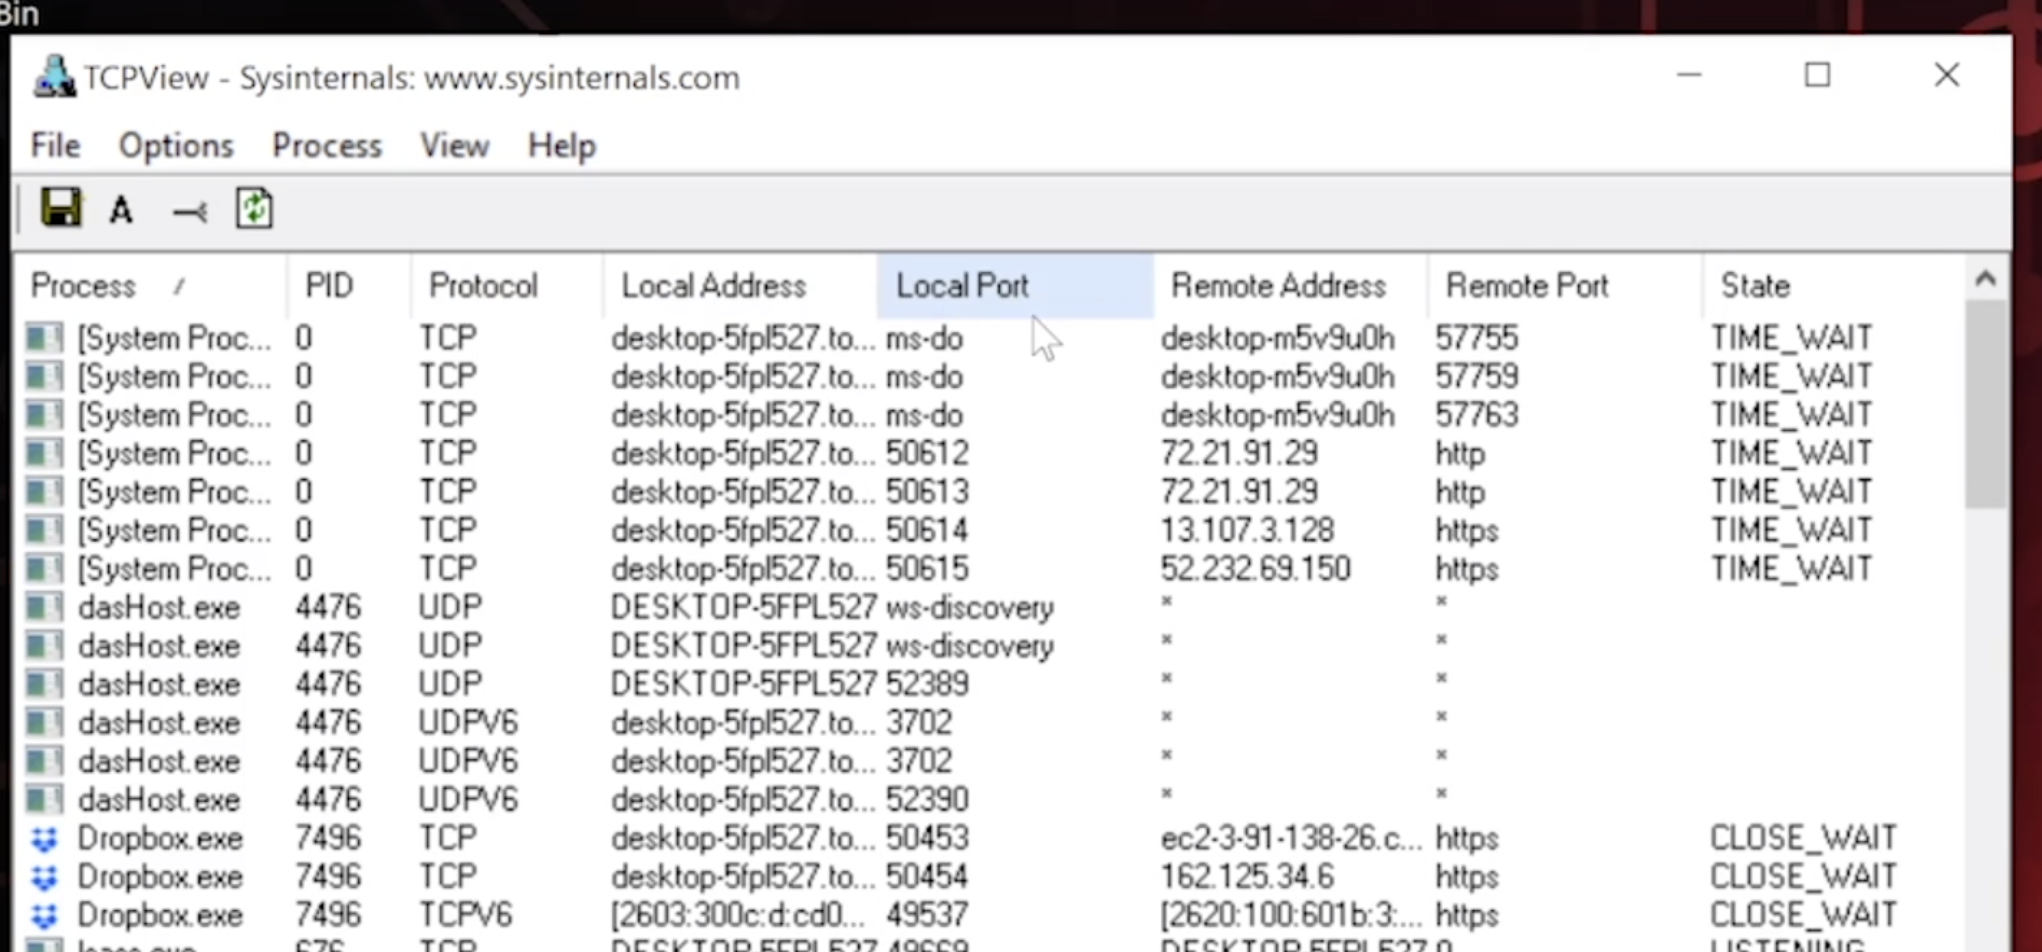 Bin
TCPView - Sysinternals: www.sysinternals.com
File Options Process View Help
A
Process / PID Protocol Local Address Local Port Remote Address Remote Port State
[System Proc... 0 TCP desktop-5fpl527.to... ms-do desktop-m5v9u0h 57755 TIME_WAIT
[System Proc... 0 TCP desktop-5fpl527.to... ms-do desktop-m5v9u0h 57759 TIME_WAIT
[System Proc... 0 TCP desktop-5fpl527.to... ms-do desktop-m5v9u0h 57763 TIME_WAIT
[System Proc... 0 TCP desktop-5fpl527.to... 50612 72.21.91.29 http TIME_WAIT
[System Proc... 0 TCP desktop-5fpl527.to... 50613 72.21.91.29 http TIME_WAIT
[System Proc... 0 TCP desktop-5fpl527.to... 50614 13.107.3.128 https TIME_WAIT
[System Proc... 0 TCP desktop-5fpl527.to... 50615 52.232.69.150 https TIME_WAIT
dasHost.exe 4476 UDP DESKTOP-5FPL527 ws-discovery * *
dasHost.exe 4476 UDP DESKTOP-5FPL527 ws-discovery * *
dasHost.exe 4476 UDP DESKTOP-5FPL527 52389 * *
dasHost.exe 4476 UDPV6 desktop-5fpl527.to... 3702 * *
dasHost.exe 4476 UDPV6 desktop-5fpl527.to... 3702 * *
dasHost.exe 4476 UDPV6 desktop-5fpl527.to... 52390 * *
Dropbox.exe 7496 TCP desktop-5fpl527.to... 50453 ec2-3-91-138-26.c... https CLOSE_WAIT
Dropbox.exe 7496 TCP desktop-5fpl527.to... 50454 162.125.34.6 https CLOSE_WAIT
Dropbox.exe 7496 TCPV6 [2603:300c:d:cd0... 49537 [2620:100:601b:3:... https CLOSE_WAIT
TCP DESKTOP-5FPL527 49669 DESKTOP-5FPL527 0 LISTENING